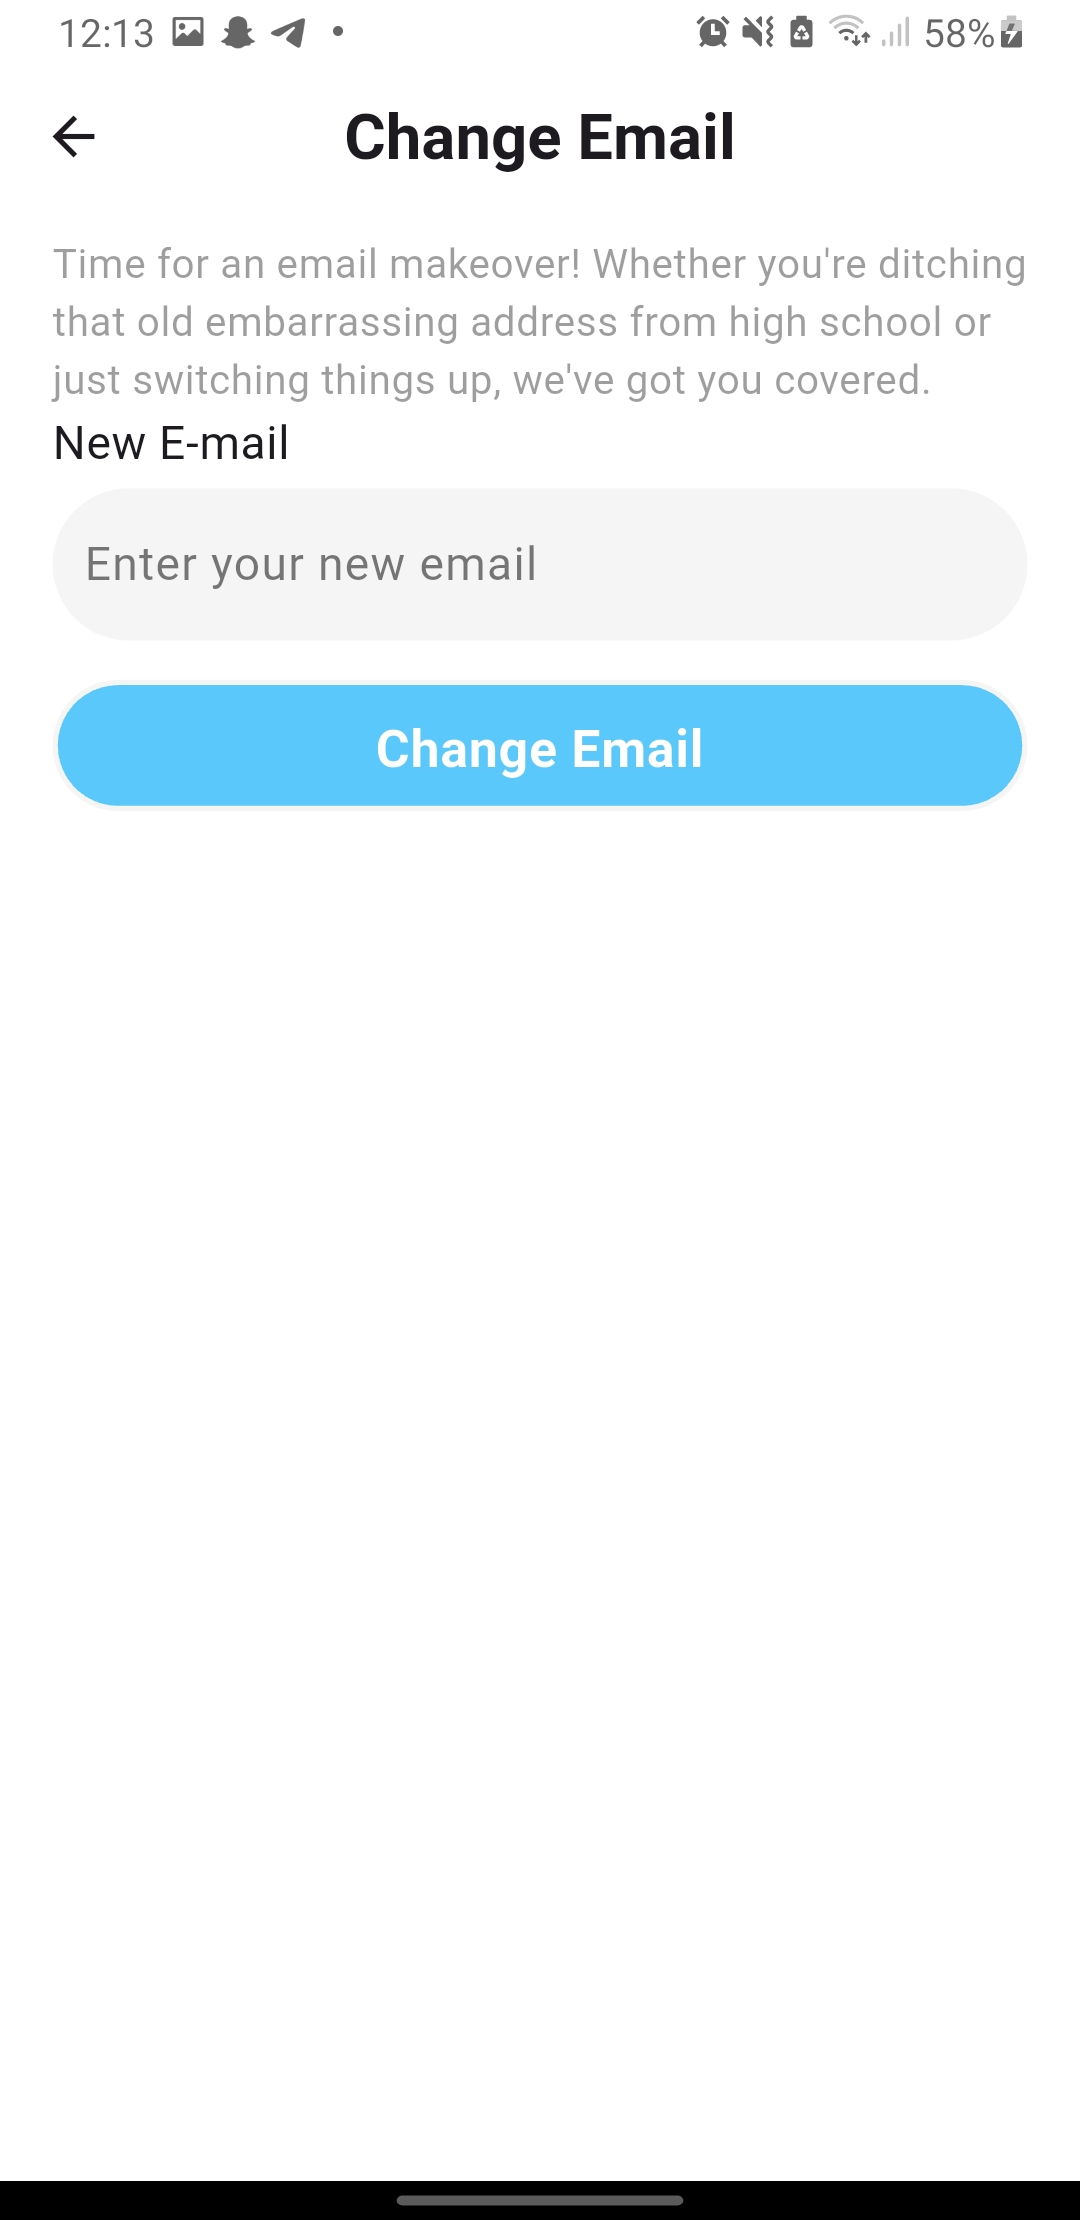 12:13 58%
Change Email
Time for an email makeover! Whether you're ditching
that old embarrassing address from high school or
just switching things up, we've got you covered.
New E-mail
Enter your new email
Change Email